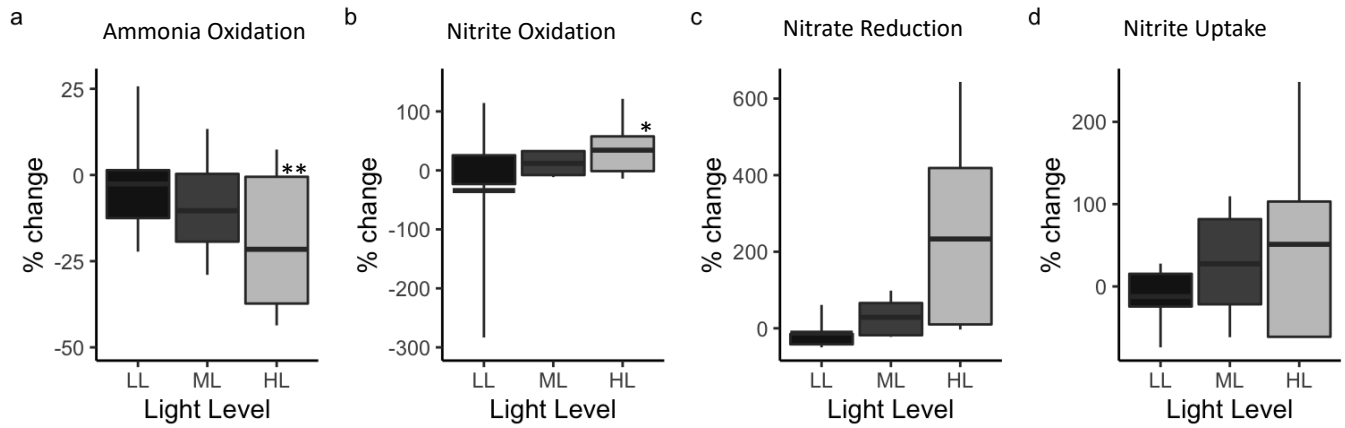 a
Ammonia Oxidation
25
0
-25
-50
% change
LL ML HL
Light Level
**
b
Nitrite Oxidation
100
0
-100
-200
-300
% change
LL ML HL
Light Level
*
c
Nitrate Reduction
600
400
200
0
% change
LL ML HL
Light Level
d
Nitrite Uptake
200
100
0
% change
LL ML HL
Light Level